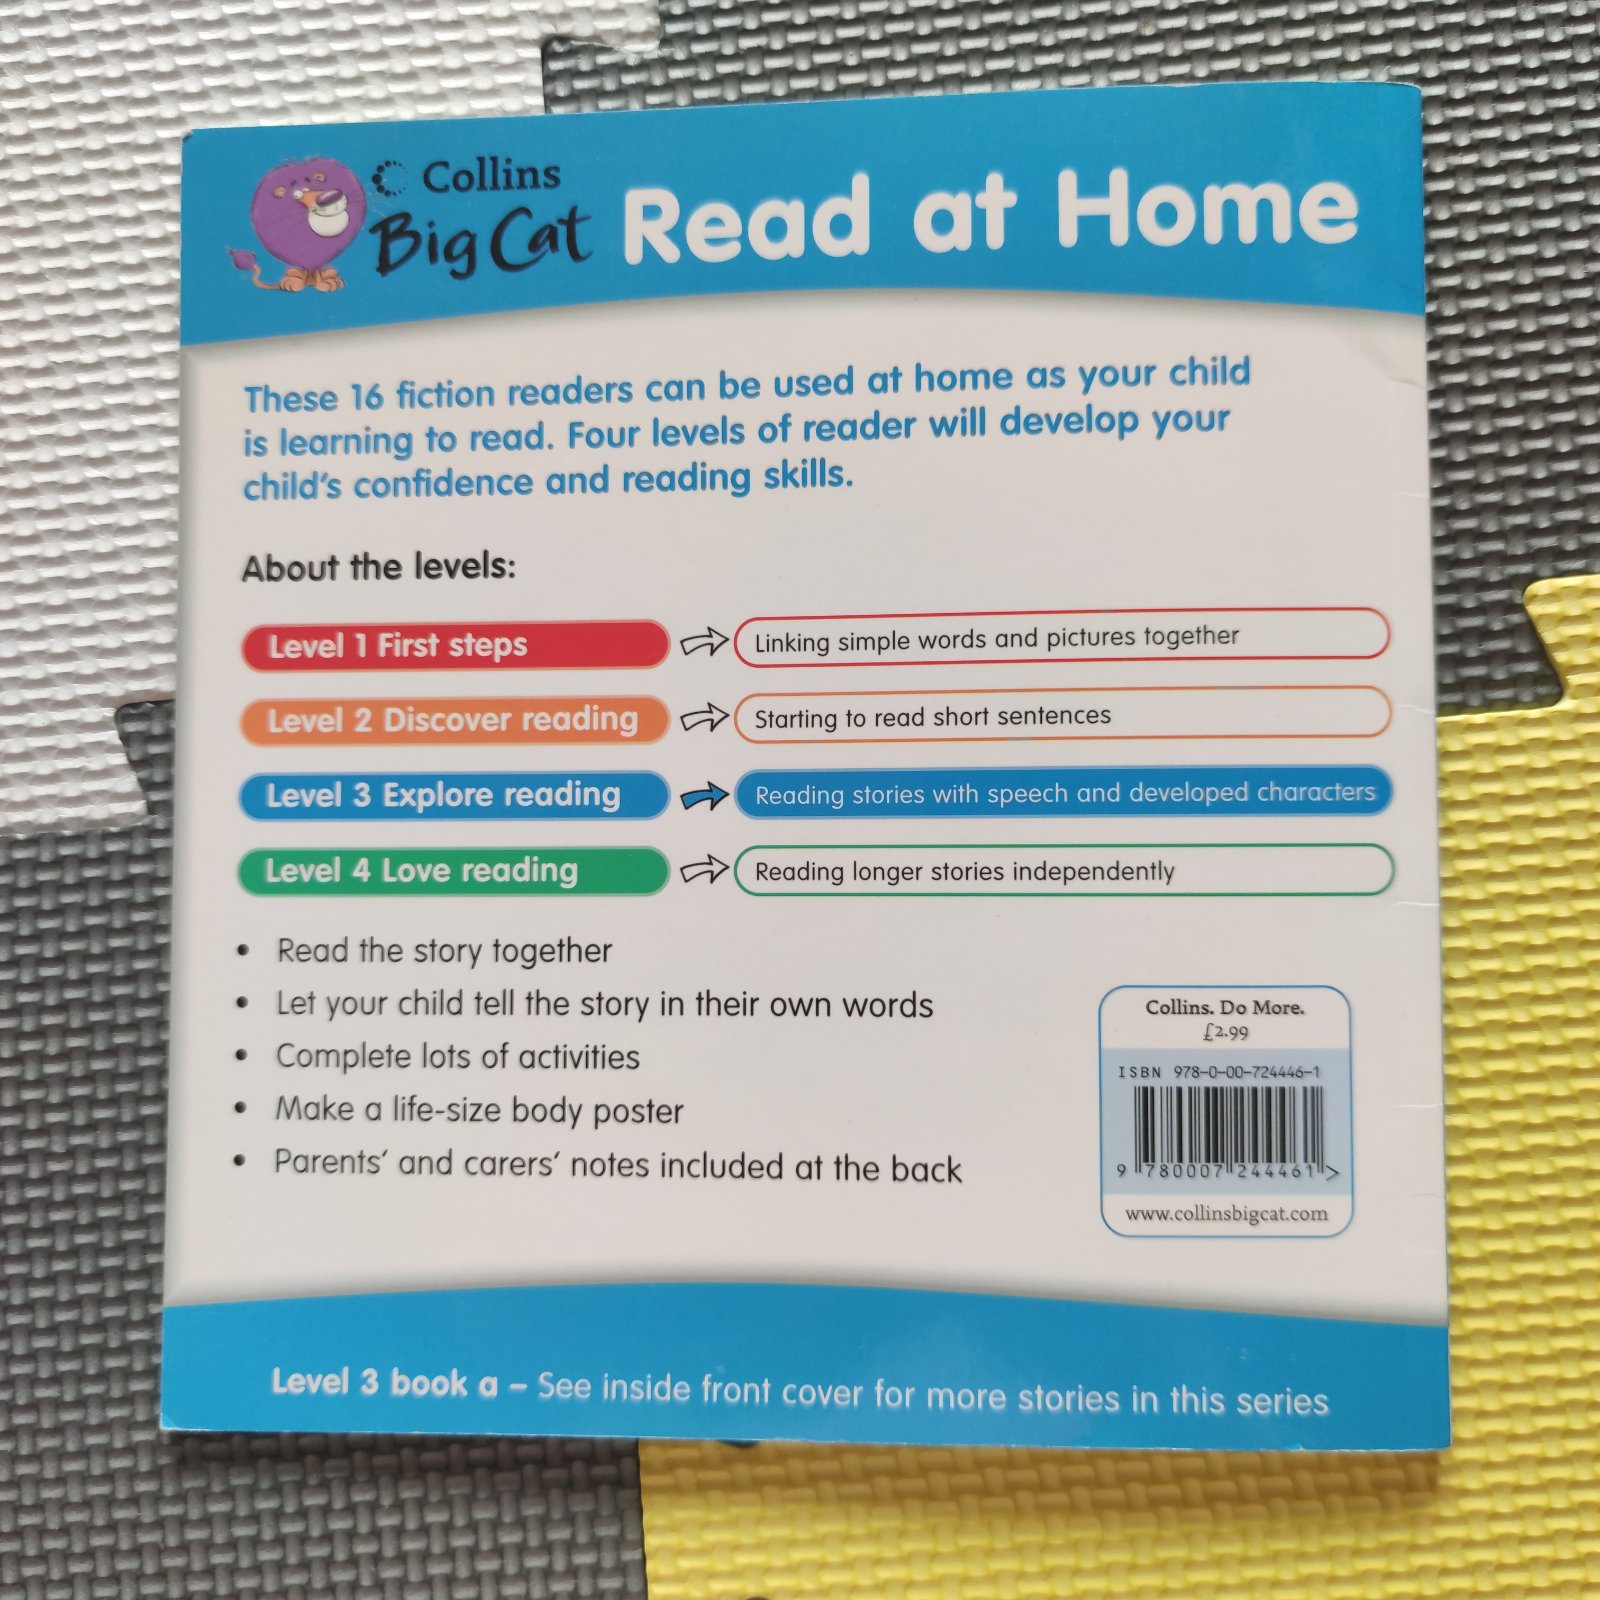 Collins
Big Cat
Read at Home
These 16 fiction readers can be used at home as your child
is learning to read. Four levels of reader will develop your
child's confidence and reading skills.
About the levels:
Level 1 First steps
Linking simple words and pictures together
Level 2 Discover reading
Starting to read short sentences
Level 3 Explore reading
Reading stories with speech and developed characters
Level 4 Love reading
Reading longer stories independently
• Read the story together
• Let your child tell the story in their own words
• Complete lots of activities
• Make a life-size body poster
• Parents' and carers' notes included at the back
Collins. Do More.
£2.99
ISBN 978-0-00-724446-1
9 780007 244461 >
www.collinsbigcat.com
Level 3 book a – See inside front cover for more stories in this series